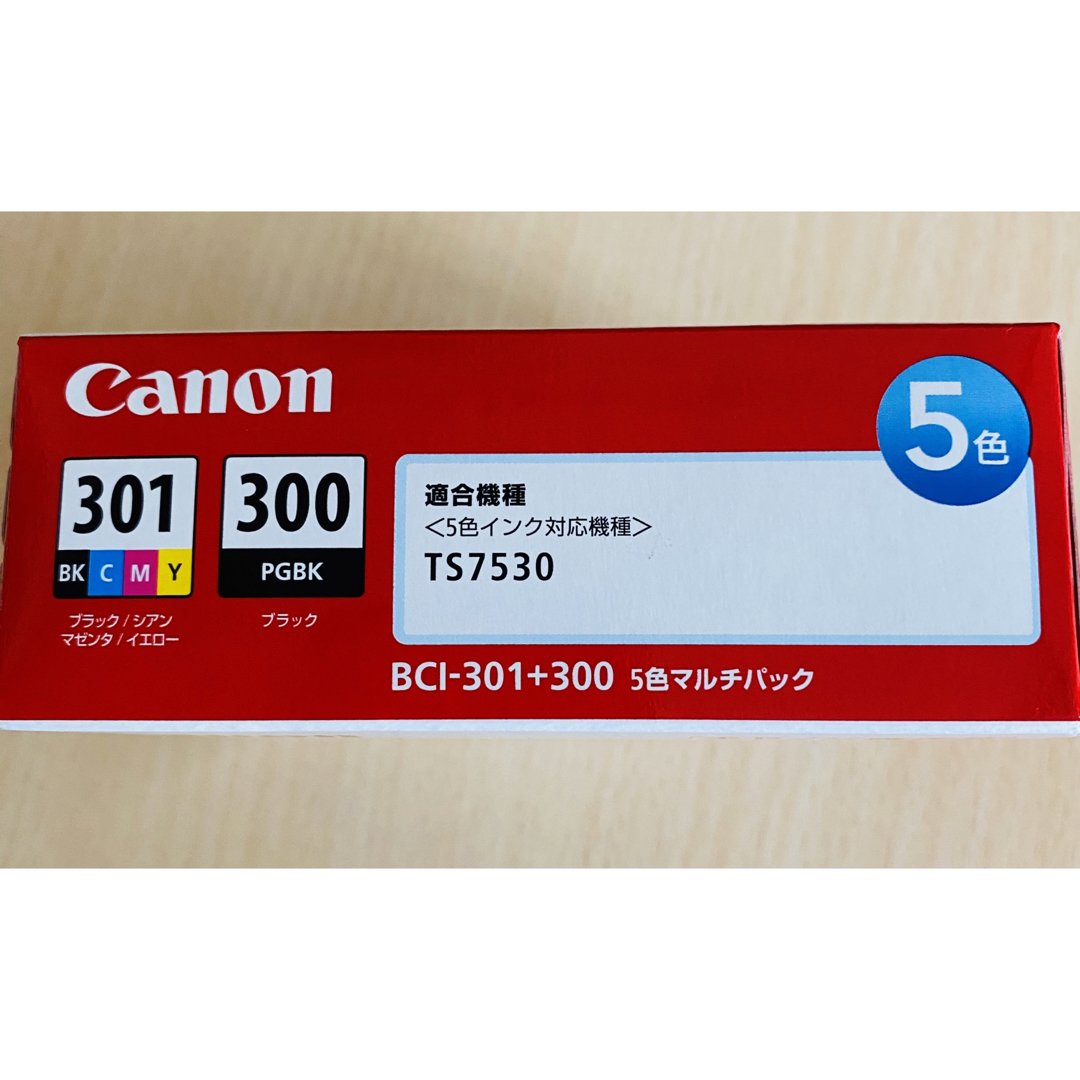 Canon
5色
301
BK C M Y
ブラック / シアン
マゼンタ / イエロー
300
PGBK
ブラック
適合機種
<5色インク対応機種>
TS7530
BCI-301+300 5色マルチパック